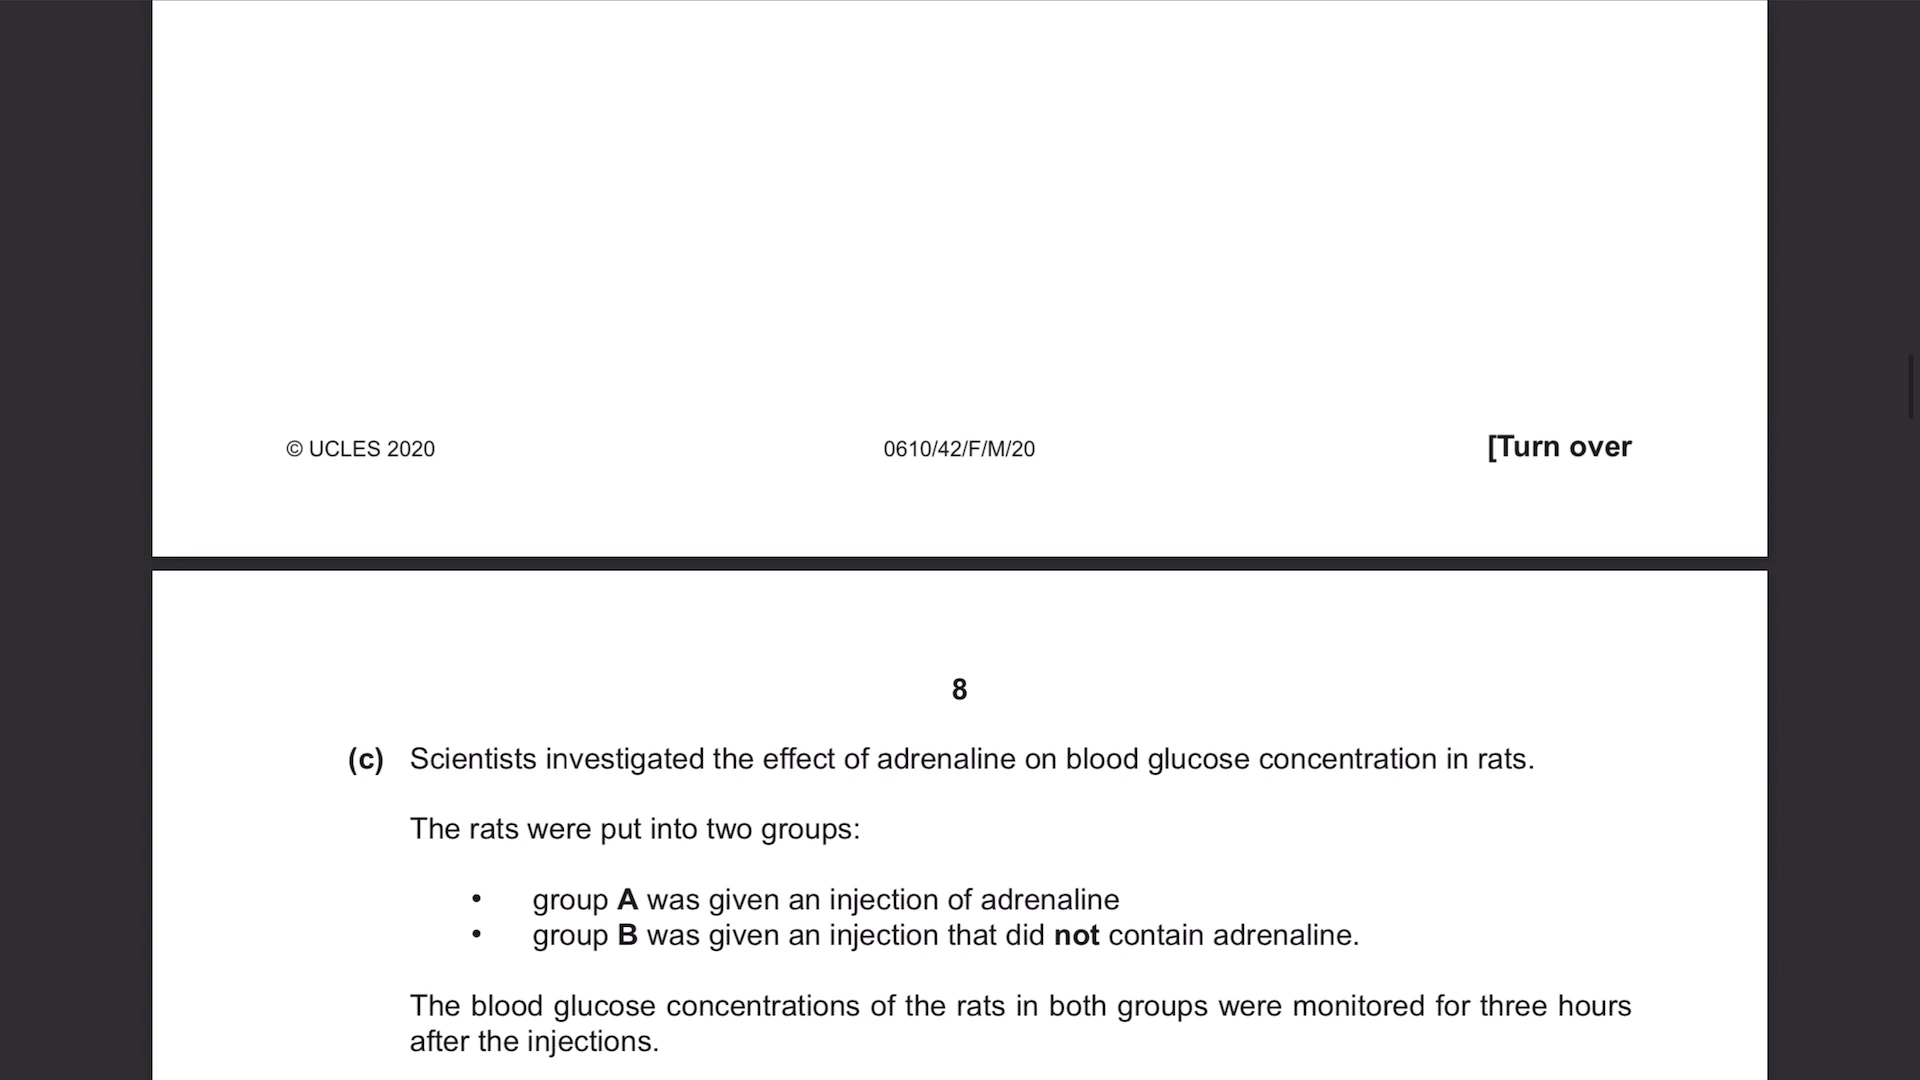 © UCLES 2020 0610/42/F/M/20 [Turn over
8
(c) Scientists investigated the effect of adrenaline on blood glucose concentration in rats.
The rats were put into two groups:
• group A was given an injection of adrenaline
• group B was given an injection that did not contain adrenaline.
The blood glucose concentrations of the rats in both groups were monitored for three hours
after the injections.